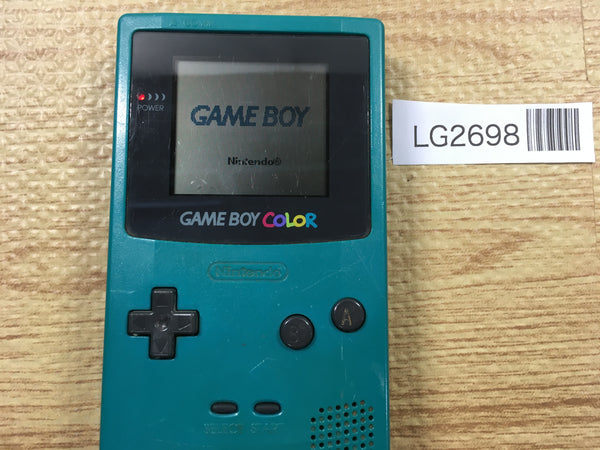 POWER
GAME BOY
Nintendo®
GAME BOY COLOR
Nintendo
B A
SELECT START
LG2698